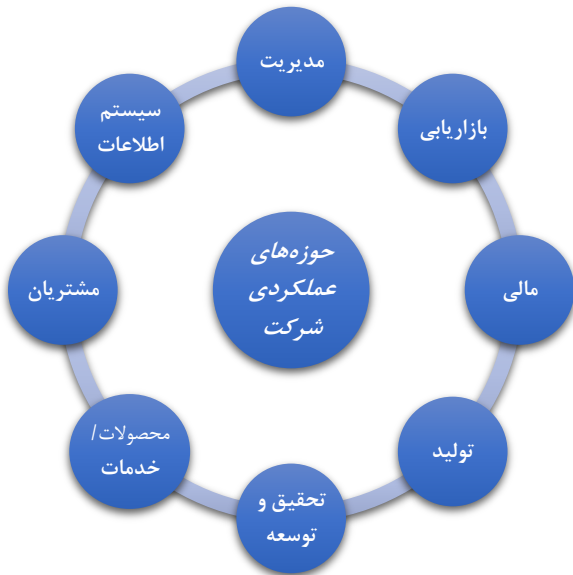 مدیریت
بازاریابی
مالی
تولید
تحقیق و
توسعه
محصولات/
خدمات
مشتریان
سیستم
اطلاعات
حوزه‌های
عملکردی
شرکت